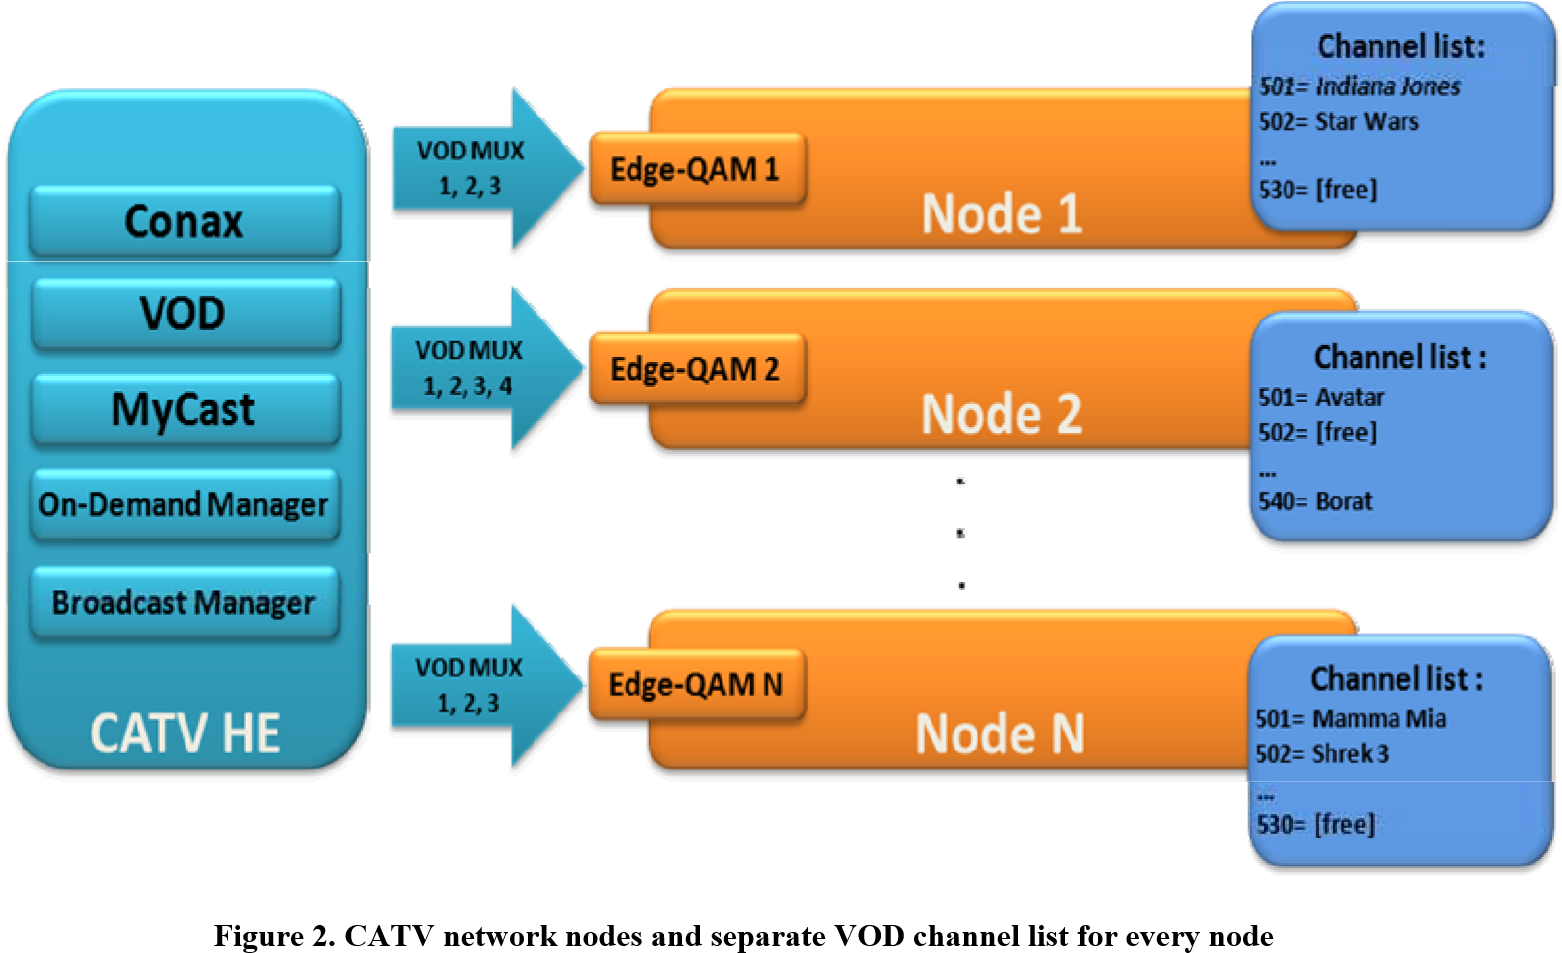 Conax
VOD
MyCast
On-Demand Manager
Broadcast Manager
CATV HE
VOD MUX
1, 2, 3
Edge-QAM 1
Node 1
Channel list:
501= Indiana Jones
502= Star Wars
...
530= [free]
VOD MUX
1, 2, 3, 4
Edge-QAM 2
Node 2
Channel list :
501= Avatar
502= [free]
...
540= Borat
VOD MUX
1, 2, 3
Edge-QAM N
Node N
Channel list :
501= Mamma Mia
502= Shrek 3
...
530= [free]
Figure 2. CATV network nodes and separate VOD channel list for every node